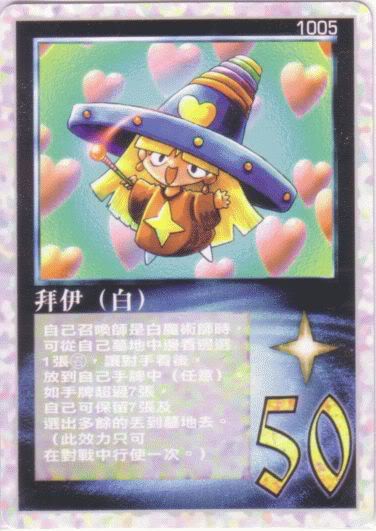 1005
拜伊（白）
自己召喚師是白魔術師時，
可從自己墓地中邊看邊選
1張，讓對手看後，
放到自己手牌中（任意）
如手牌超過7張，
自己可保留7張及
選出多餘的丟到墓地去。
（此效力只可
在對戰中行使一次。）
50